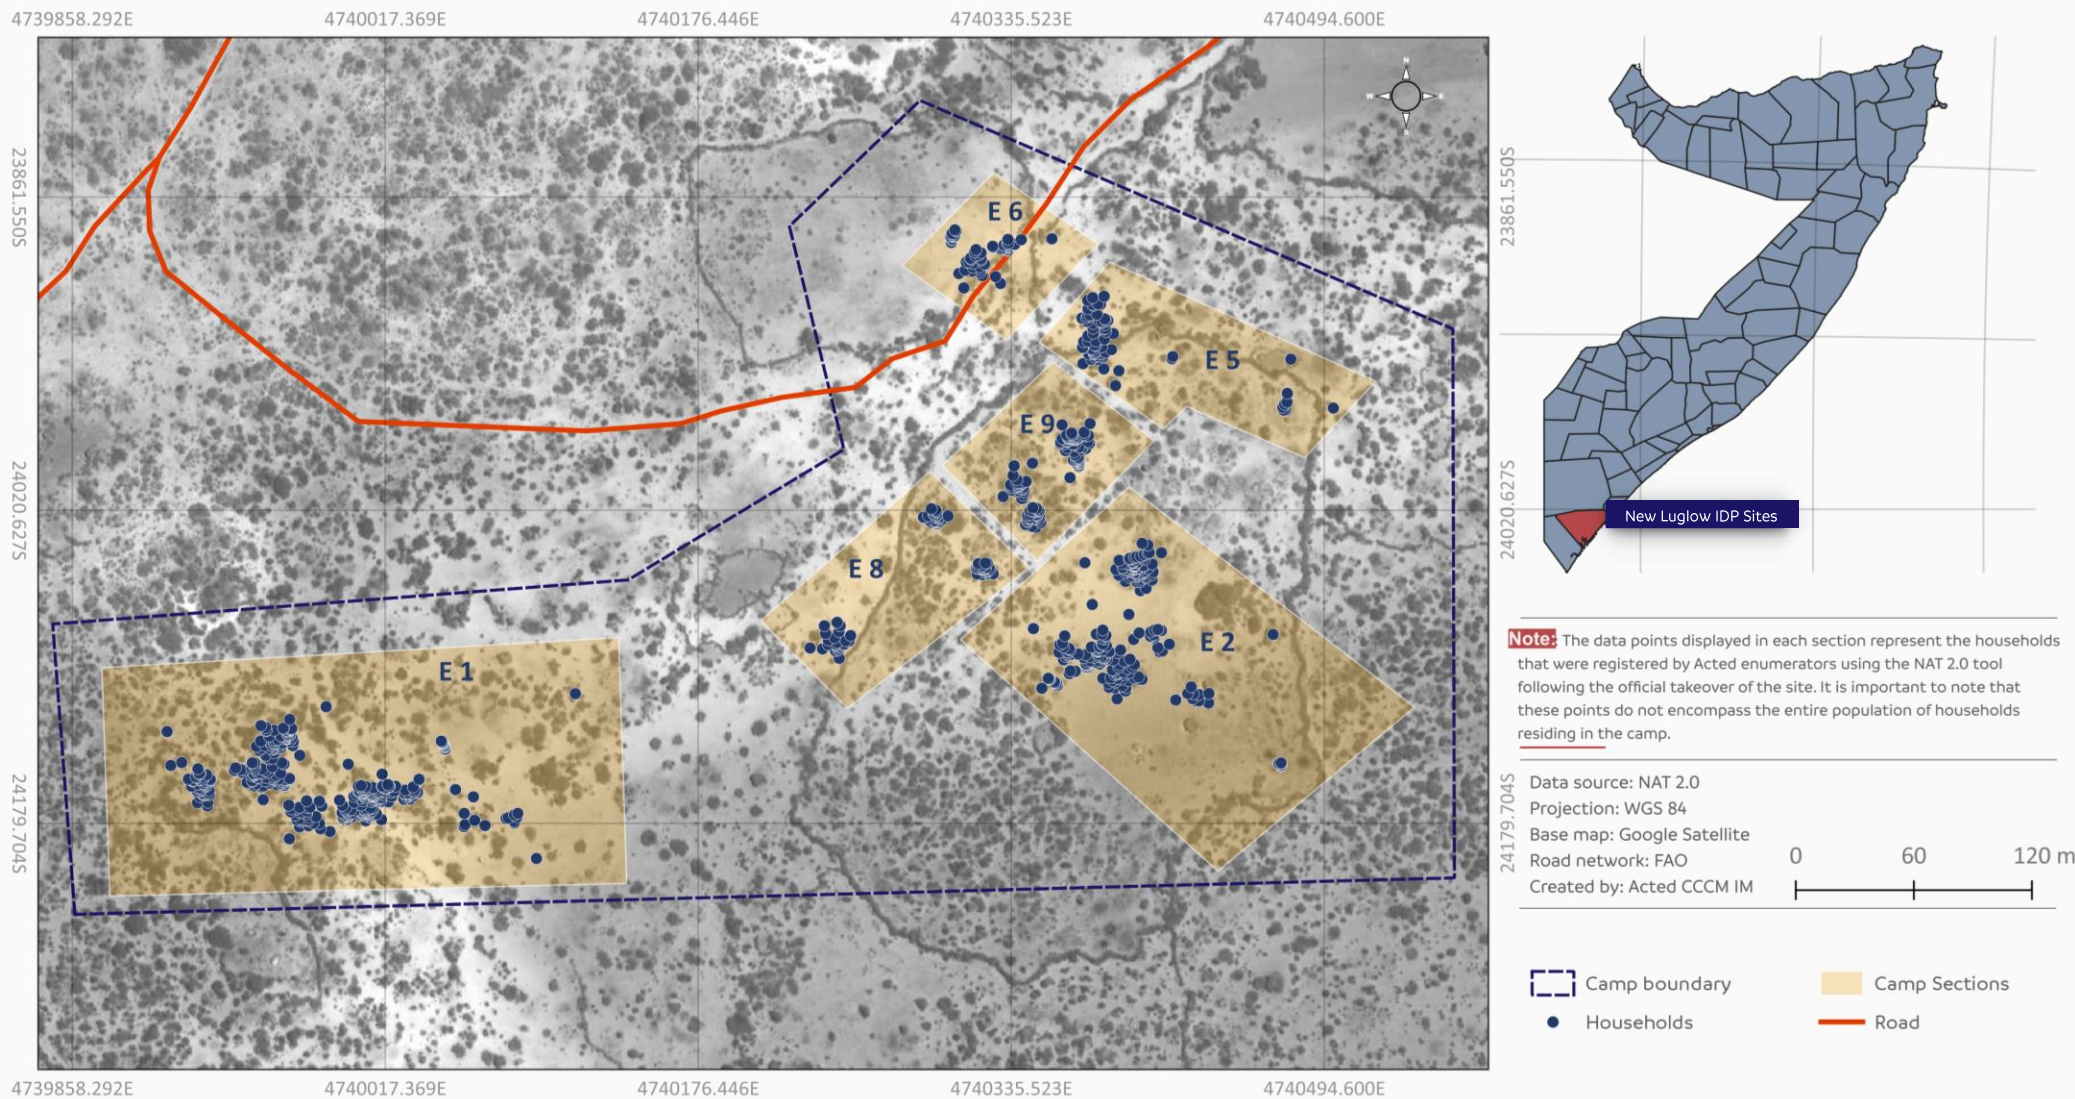 4739858.292E 4740017.369E 4740176.446E 4740335.523E 4740494.600E
N
W E
S
23861.550S 23861.550S
E 6
E 5
E 9
24020.627S 24020.627S
New Luglow IDP Sites
E 8
E 2
E 1
24179.704S 24179.704S
Note: The data points displayed in each section represent the households
that were registered by Acted enumerators using the NAT 2.0 tool
following the official takeover of the site. It is important to note that
these points do not encompass the entire population of households
residing in the camp.
Data source: NAT 2.0
Projection: WGS 84
Base map: Google Satellite
Road network: FAO
Created by: Acted CCCM IM
0 60 120 m
Camp boundary
Camp Sections
Households
Road
4739858.292E 4740017.369E 4740176.446E 4740335.523E 4740494.600E